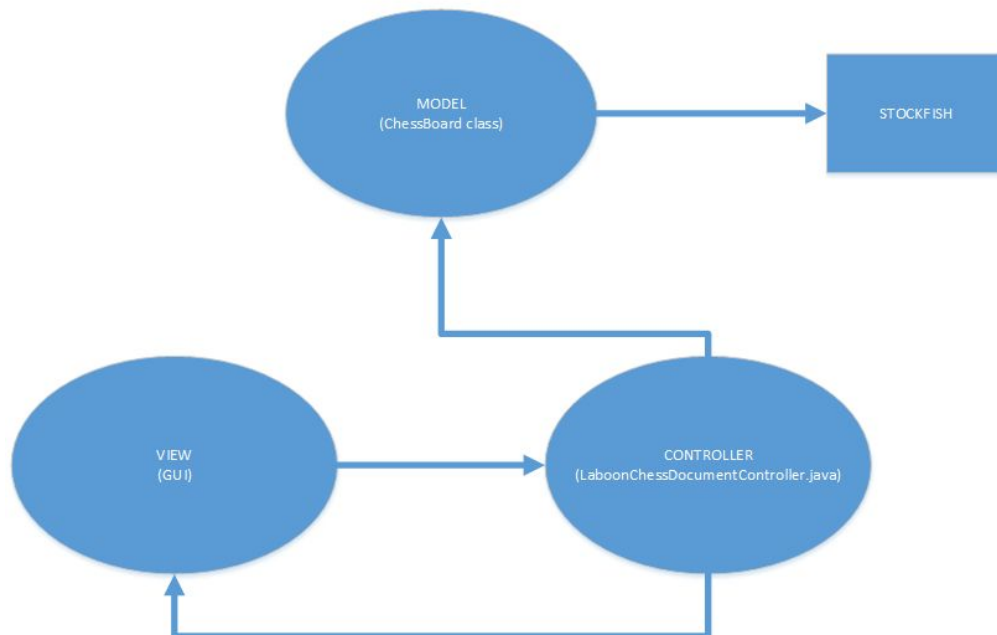 MODEL
(ChessBoard class)
STOCKFISH
VIEW
(GUI)
CONTROLLER
(LaboonChessDocumentController.java)